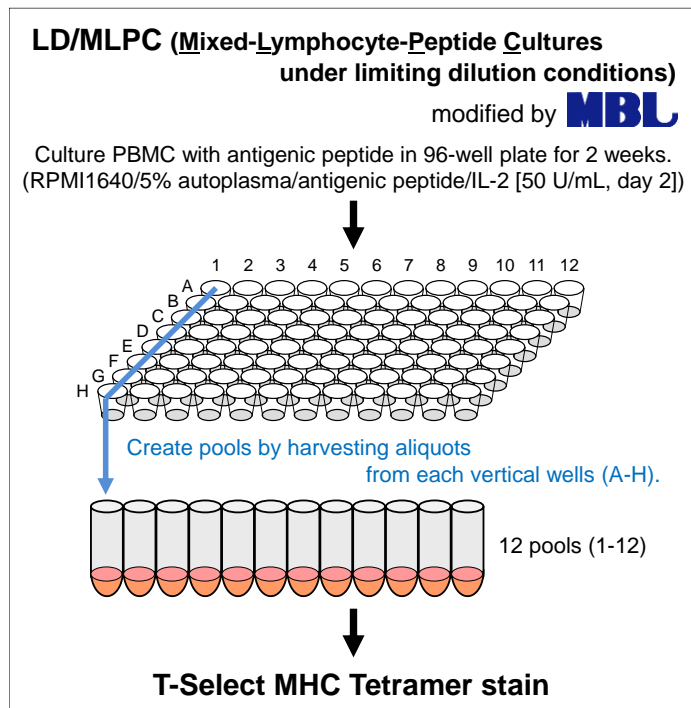 LD/MLPC (Mixed-Lymphocyte-Peptide Cultures
under limiting dilution conditions)
modified by MBL
Culture PBMC with antigenic peptide in 96-well plate for 2 weeks.
(RPMI1640/5% autoplasma/antigenic peptide/IL-2 [50 U/mL, day 2])
1 2 3 4 5 6 7 8 9 10 11 12
A
B
C
D
E
F
G
H
Create pools by harvesting aliquots
from each vertical wells (A-H).
12 pools (1-12)
T-Select MHC Tetramer stain